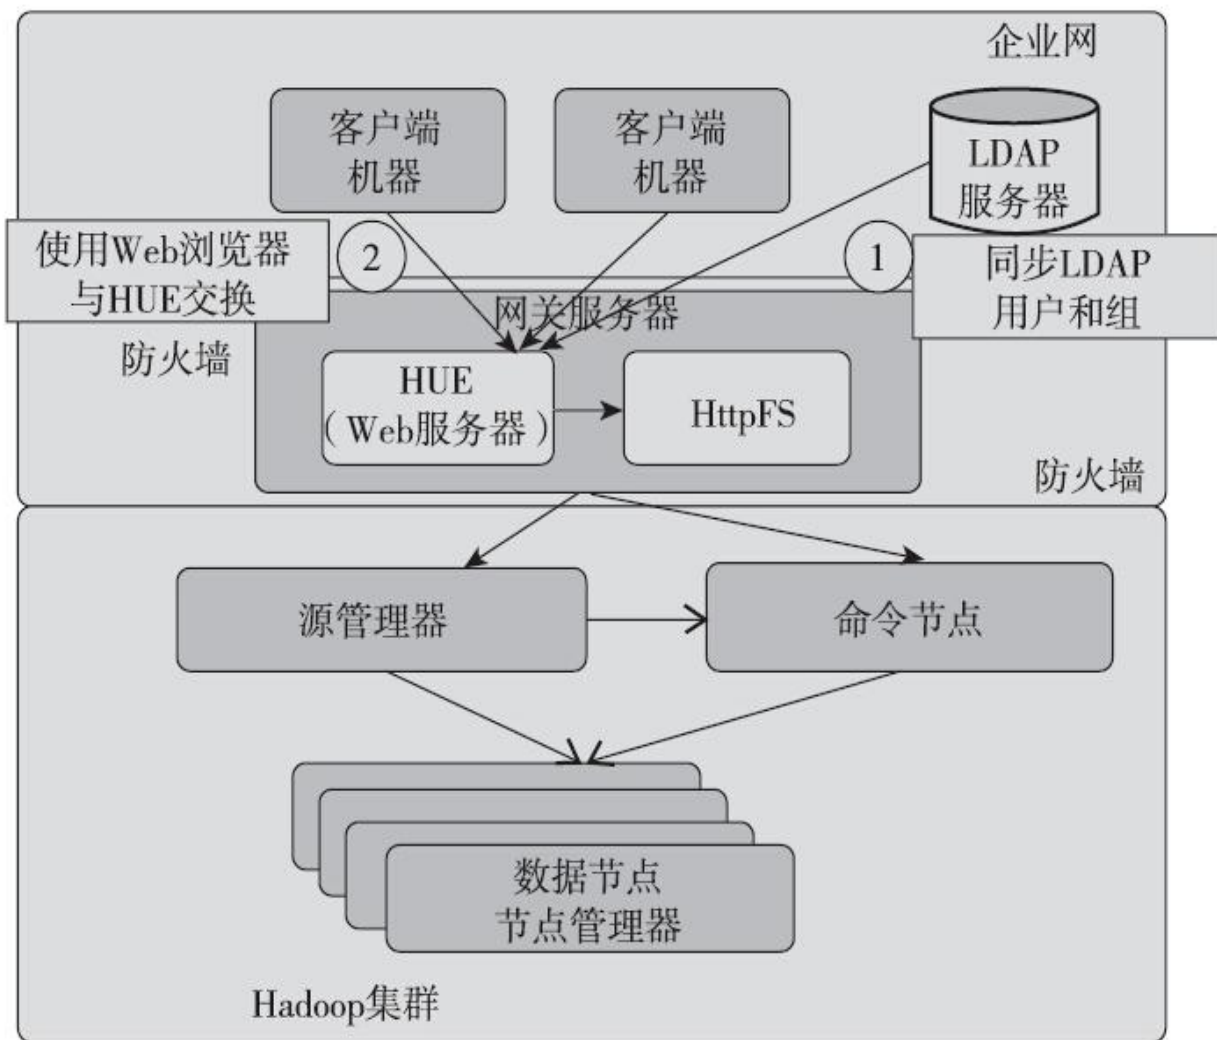 企业网
客户端
机器
客户端
机器
LDAP
服务器
使用Web浏览器
与HUE交换
2
1
同步LDAP
用户和组
网关服务器
防火墙
HUE
（Web服务器）
HttpFS
防火墙
源管理器
命令节点
数据节点
节点管理器
Hadoop集群